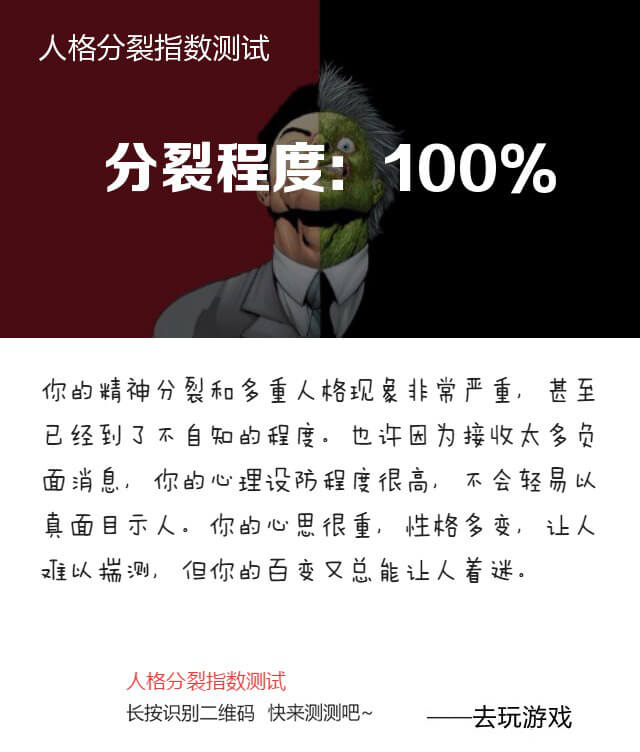 人格分裂指数测试
分裂程度：100%
你的精神分裂和多重人格现象非常严重，甚至
已经到了不自知的程度。也许因为接收太多负
面消息，你的心理设防程度很高，不会轻易以
真面目示人。你的心思很重，性格多变，让人
难以揣测，但你的百变又总能让人着迷。
人格分裂指数测试
长按识别二维码 快来测测吧~
——去玩游戏